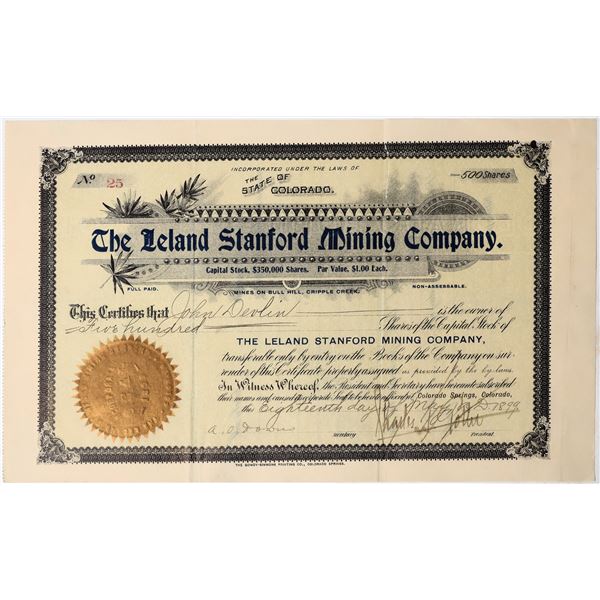 No 25
INCORPORATED UNDER THE LAWS OF
THE STATE OF COLORADO.
500 Shares
The Leland Stanford Mining Company.
Capital Stock, $350,000 Shares. Par Value, $1.00 Each.
FULL PAID.
MINES ON BULL HILL, CRIPPLE CREEK.
NON-ASSESSABLE.
This Certifies that John Devlin is the owner of
Five hundred Shares of the Capital Stock of
THE LELAND STANFORD MINING COMPANY,
transferable only by entry on the Books of the Company on sur-
render of this Certificate properly assigned as provided by the by-laws.
In Witness Whereof, the President and Secretary have hereunto subscribed
their names and caused the corporate Seal to be hereto affixed at Colorado Springs, Colorado,
this Eighteenth day of A.D. 1899
Secretary President
THE GOWDY-SIMMONS PRINTING CO., COLORADO SPRINGS.